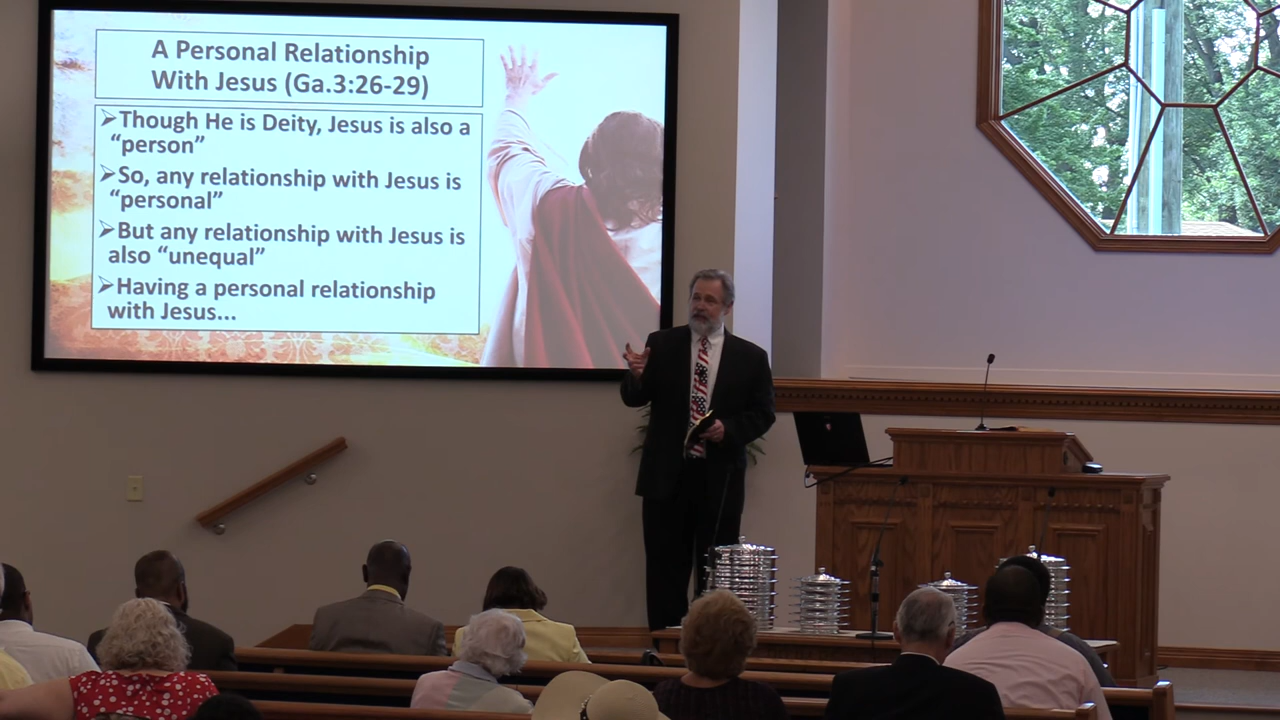 A Personal Relationship
With Jesus (Ga.3:26-29)
➢Though He is Deity, Jesus is also a
“person”
➢So, any relationship with Jesus is
“personal”
➢But any relationship with Jesus is
also “unequal”
➢Having a personal relationship
with Jesus...